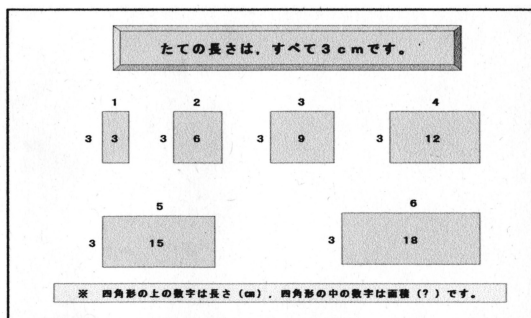 たての長さは，すべて３ｃｍです。
1 2 3 4
3 3 3 6 3 9 3 12
5 6
3 15 3 18
※ 四角形の上の数字は長さ（㎝），四角形の中の数字は面積（？）です。